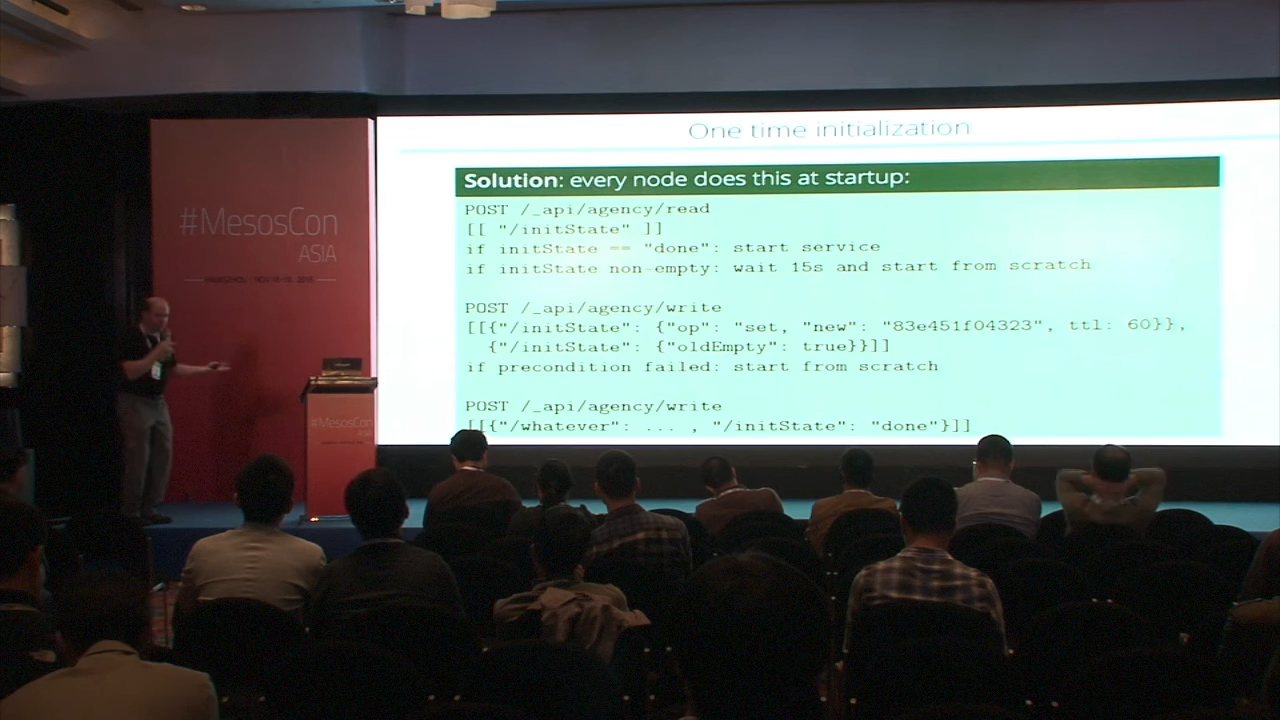 One time initialization
Solution: every node does this at startup:
POST /_api/agency/read
[[ "/initState" ]]
if initState == "done": start service
if initState non-empty: wait 15s and start from scratch
POST /_api/agency/write
[[{"/initState": {"op": "set, "new": "83e451f04323", ttl: 60}},
{"/initState": {"oldEmpty": true}}]]
if precondition failed: start from scratch
POST /_api/agency/write
[[{"/whatever": ... , "/initState": "done"}]]
#MesosCon
ASIA
#MesosCon
ASIA